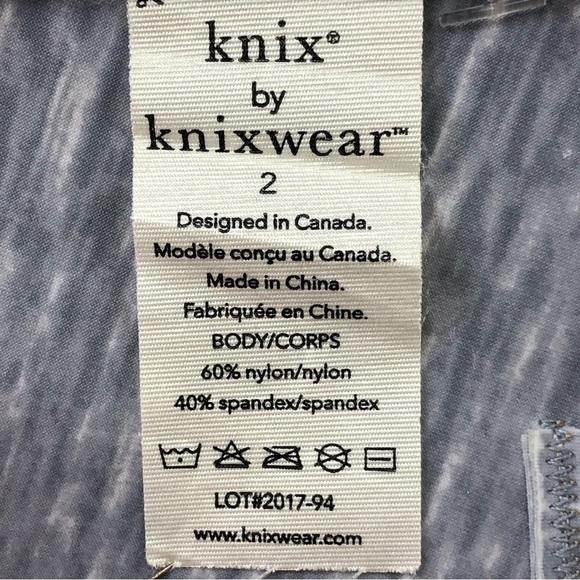 knix®
by
knixwear™
2
Designed in Canada.
Modèle conçu au Canada.
Made in China.
Fabriquée en Chine.
BODY/CORPS
60% nylon/nylon
40% spandex/spandex
LOT#2017-94
www.knixwear.com